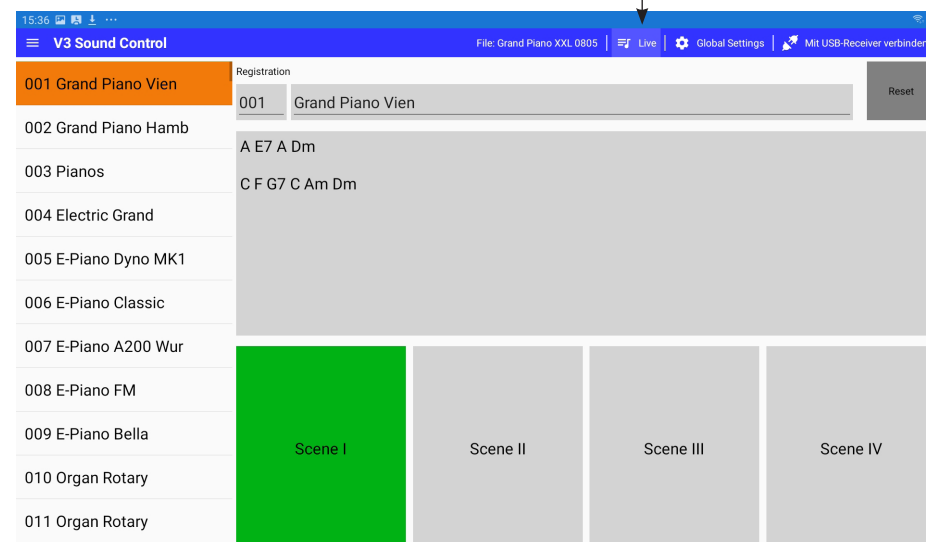 15:36
V3 Sound Control
File: Grand Piano XXL 0805
Live
Global Settings
Mit USB-Receiver verbinden
001 Grand Piano Vien
002 Grand Piano Hamb
003 Pianos
004 Electric Grand
005 E-Piano Dyno MK1
006 E-Piano Classic
007 E-Piano A200 Wur
008 E-Piano FM
009 E-Piano Bella
010 Organ Rotary
011 Organ Rotary
Registration
001 Grand Piano Vien
Reset
A E7 A Dm
C F G7 C Am Dm
Scene I
Scene II
Scene III
Scene IV